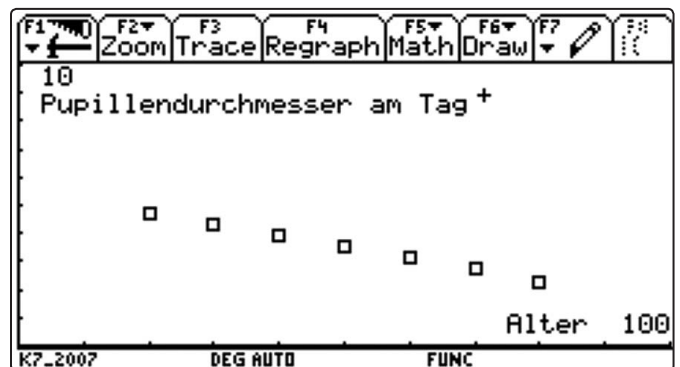 F1 F2 F3 F4 F5 F6 F7
Zoom Trace Regraph Math Draw
10
Pupillendurchmesser am Tag
Alter 100
K7_2007 DEG AUTO FUNC